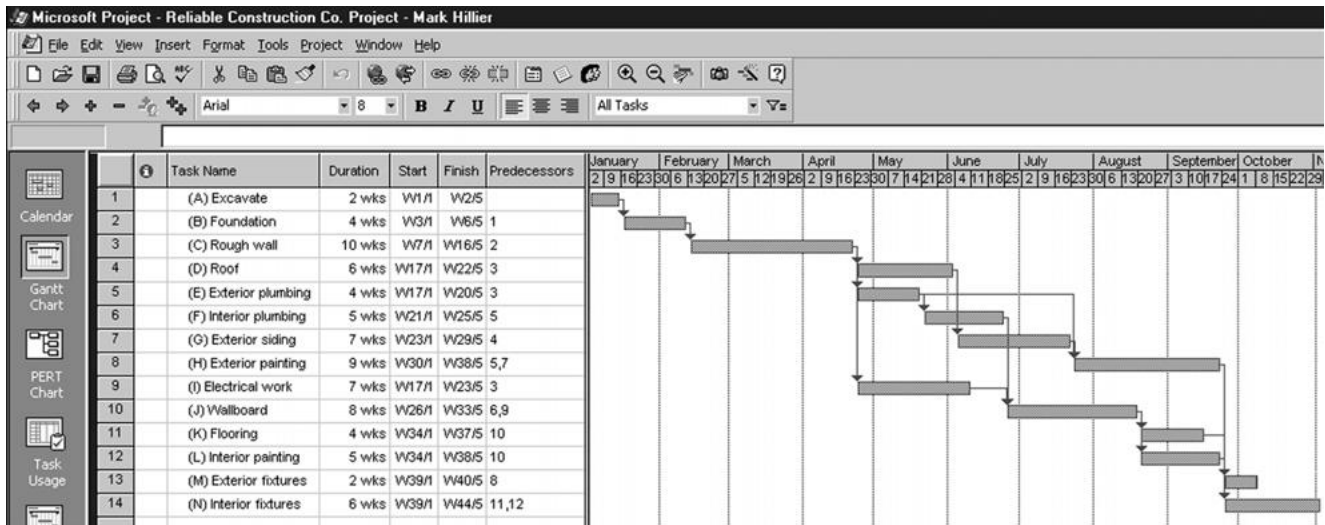 Microsoft Project - Reliable Construction Co. Project - Mark Hillier
File Edit View Insert Format Tools Project Window Help
Arial 8 B I U All Tasks
Task Name Duration Start Finish Predecessors January February March April May June July August September October N
2 9 16 23 30 6 13 20 27 5 12 19 26 2 9 16 23 30 7 14 21 28 4 11 18 25 2 9 16 23 30 6 13 20 27 3 10 17 24 1 8 15 22 29
1 (A) Excavate 2 wks W1/1 W2/5
2 (B) Foundation 4 wks W3/1 W6/5 1
3 (C) Rough wall 10 wks W7/1 W16/5 2
4 (D) Roof 6 wks W17/1 W22/5 3
5 (E) Exterior plumbing 4 wks W17/1 W20/5 3
6 (F) Interior plumbing 5 wks W21/1 W25/5 5
7 (G) Exterior siding 7 wks W23/1 W29/5 4
8 (H) Exterior painting 9 wks W30/1 W38/5 5,7
9 (I) Electrical work 7 wks W17/1 W23/5 3
10 (J) Wallboard 8 wks W26/1 W33/5 6,9
11 (K) Flooring 4 wks W34/1 W37/5 10
12 (L) Interior painting 5 wks W34/1 W38/5 10
13 (M) Exterior fixtures 2 wks W39/1 W40/5 8
14 (N) Interior fixtures 6 wks W39/1 W44/5 11,12
Calendar
Gantt
Chart
PERT
Chart
Task
Usage